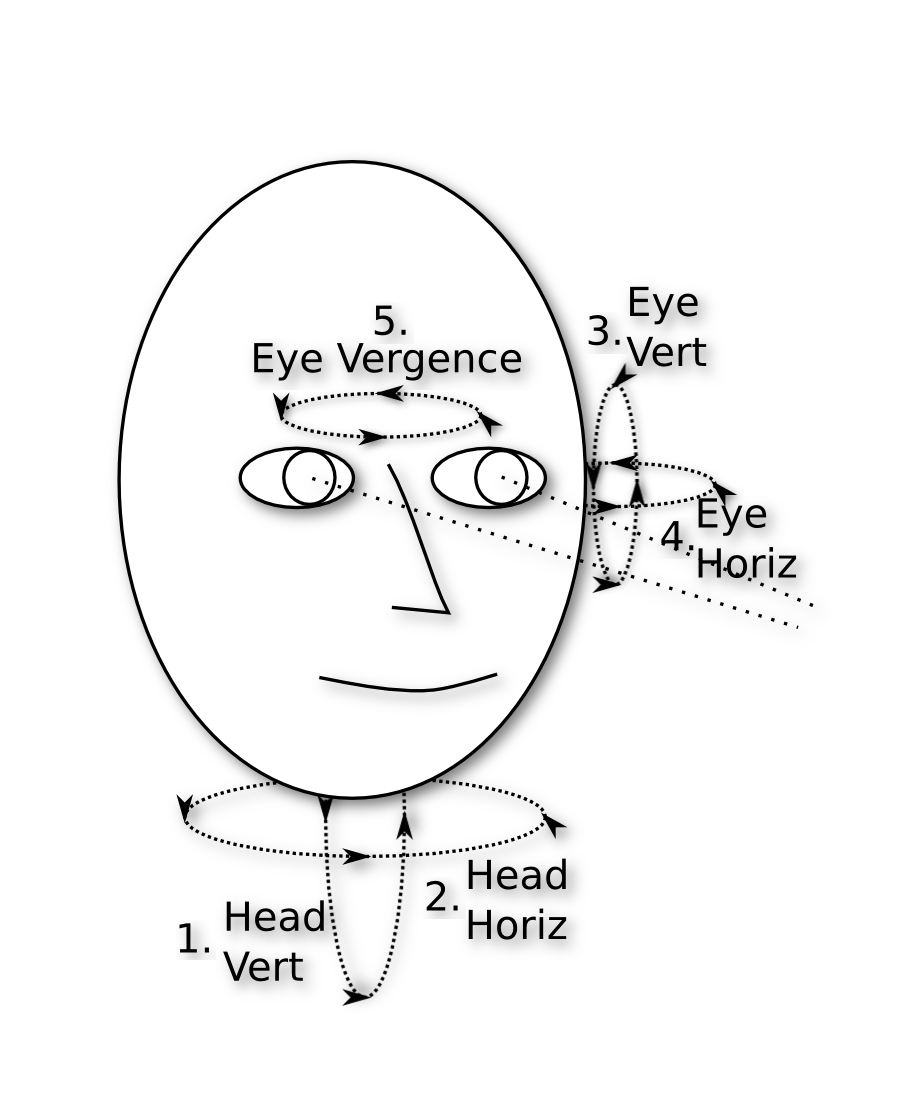 5.
Eye Vergence
3. Eye
Vert
4. Eye
Horiz
2. Head
Horiz
1. Head
Vert